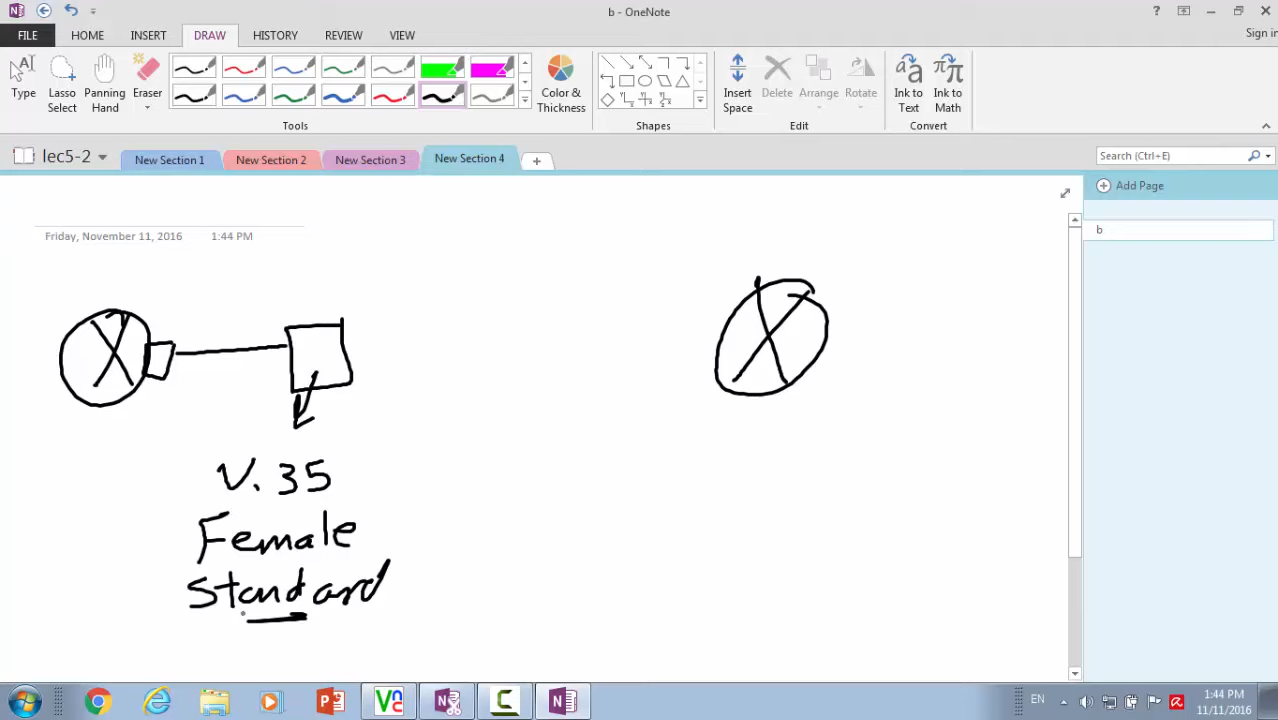 b - OneNote
Sign in
FILE HOME INSERT DRAW HISTORY REVIEW VIEW
Type
Lasso Select
Panning Hand
Eraser
Color & Thickness
Insert Space
Delete
Arrange
Rotate
Ink to Text
Ink to Math
Tools
Shapes
Edit
Convert
lec5-2
New Section 1
New Section 2
New Section 3
New Section 4
Search (Ctrl+E)
Add Page
b
Friday, November 11, 2016 1:44 PM
V. 35
Female
Standard
EN
1:44 PM
11/11/2016